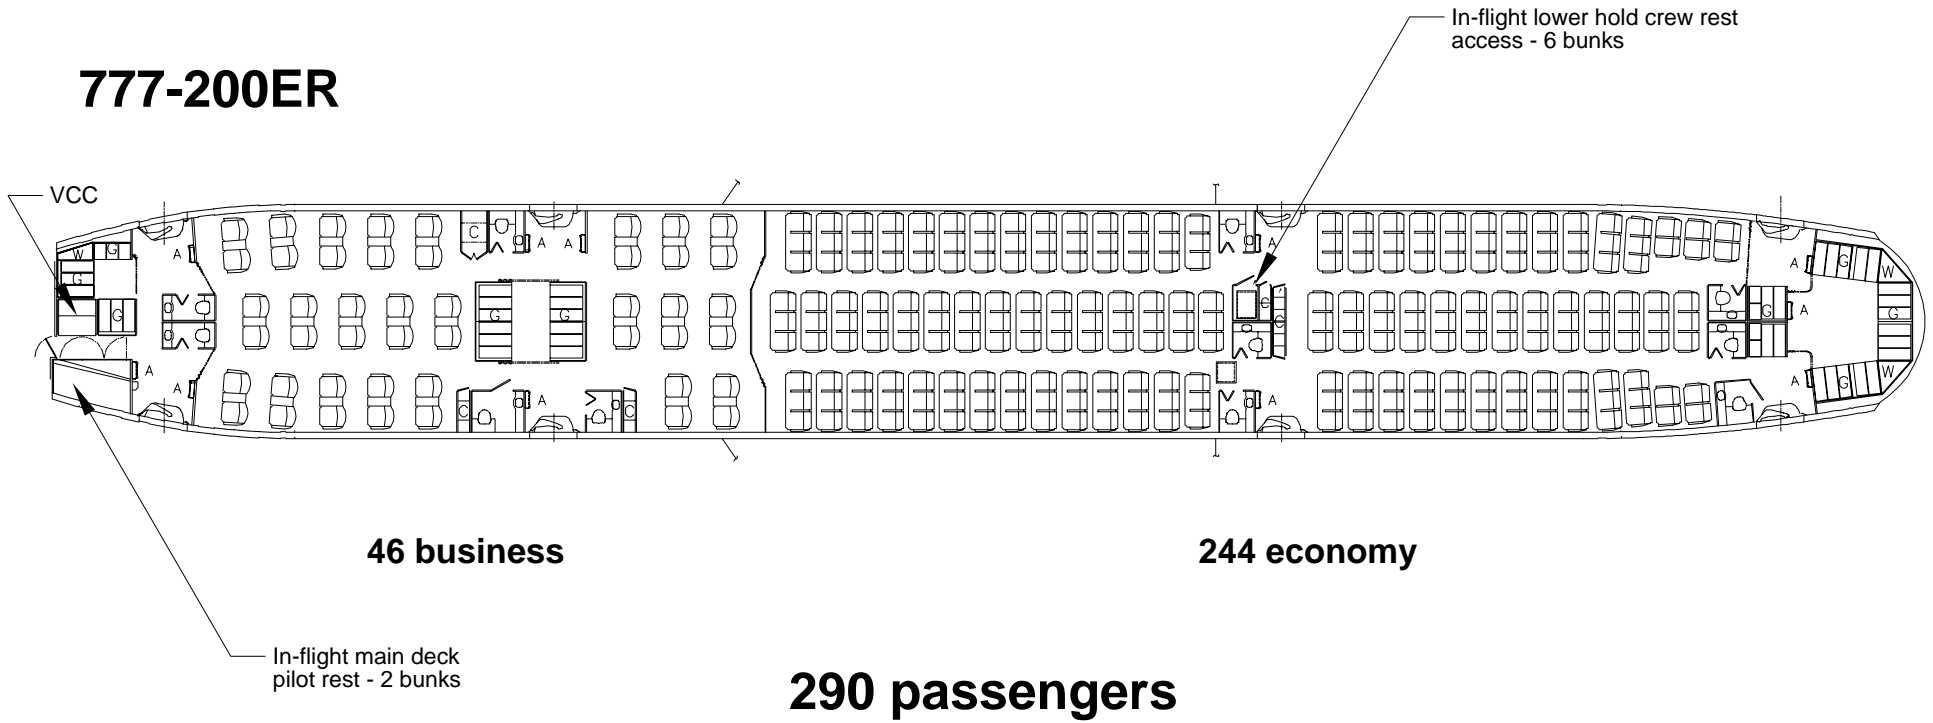 In-flight lower hold crew rest
access - 6 bunks
777-200ER
VCC
W
G
G
G
A
A
A
C
A
A
G
G
C
A
C
A
C
C
A
A
G
A
A
A
G
W
G
G
W
46 business
244 economy
In-flight main deck
pilot rest - 2 bunks
290 passengers